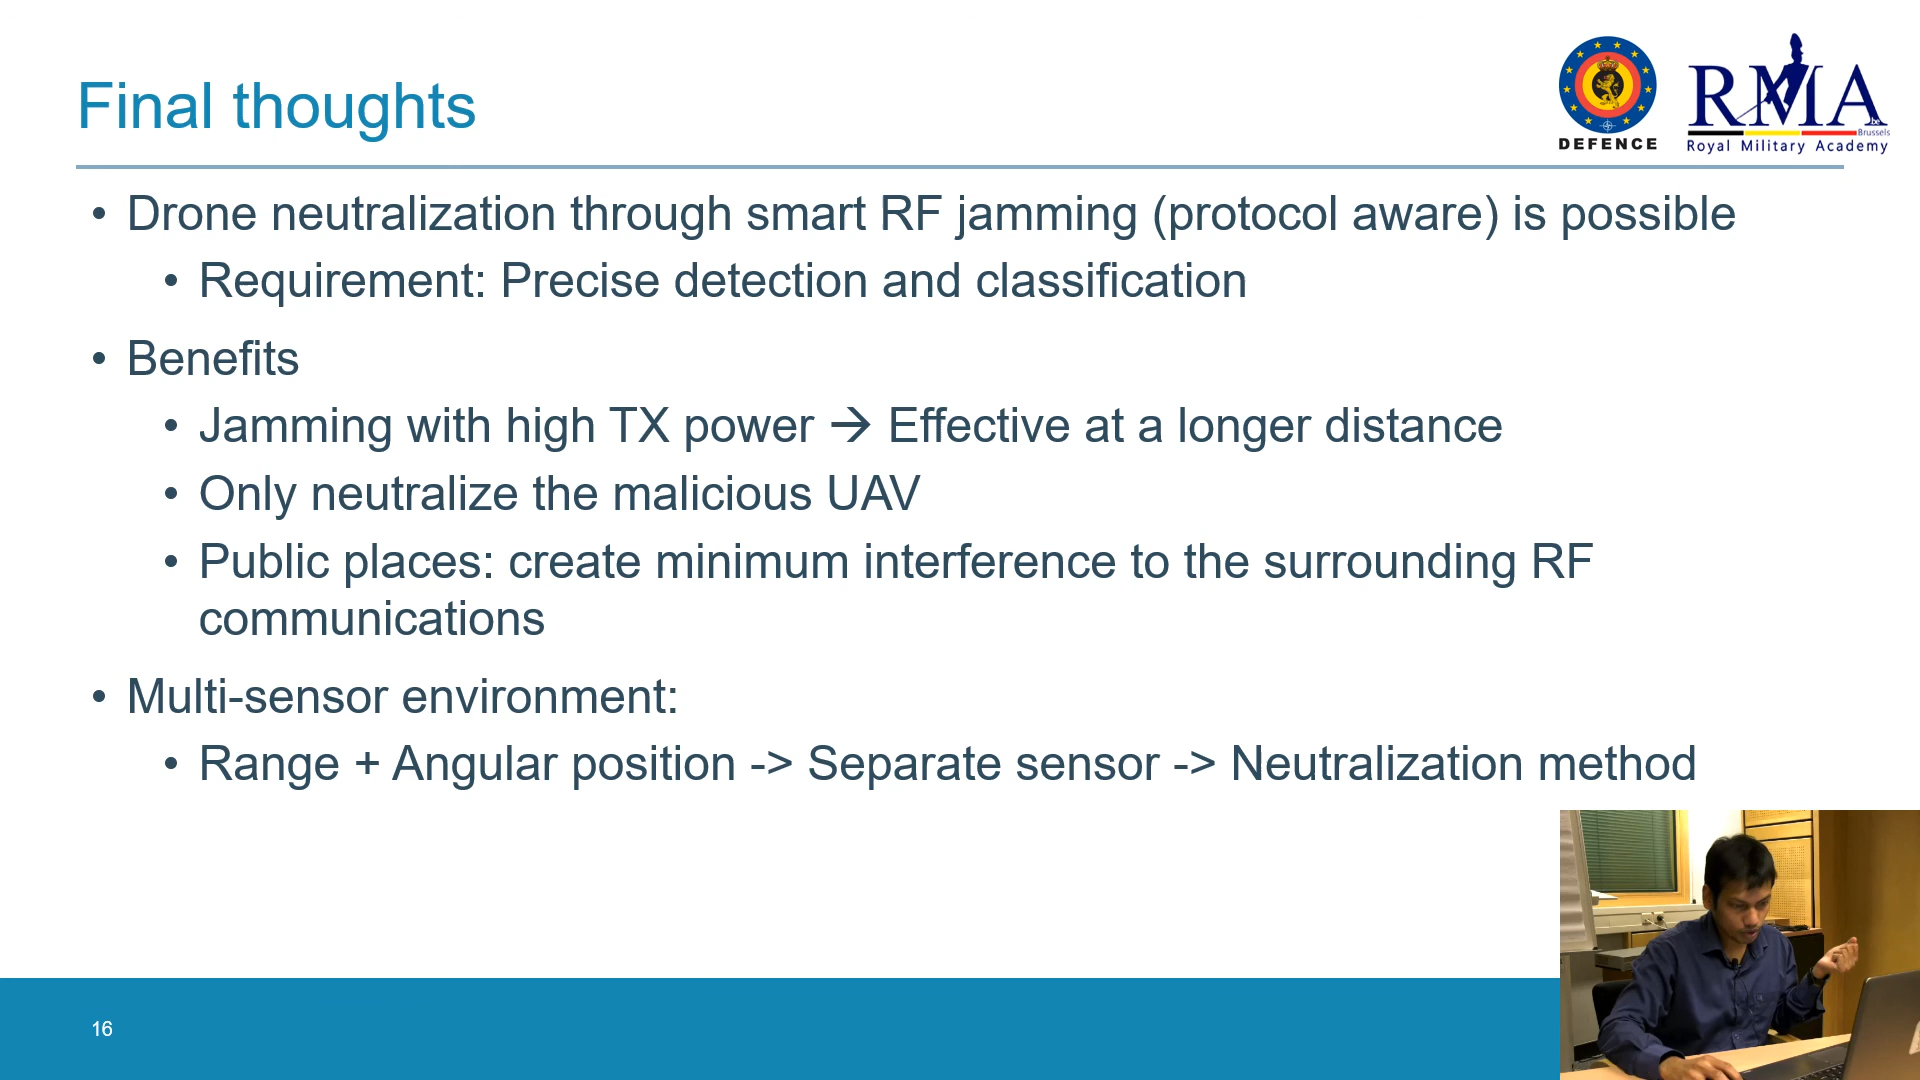 Final thoughts
DEFENCE
RMA
.be
Brussels
Royal Military Academy
• Drone neutralization through smart RF jamming (protocol aware) is possible
• Requirement: Precise detection and classification
• Benefits
• Jamming with high TX power → Effective at a longer distance
• Only neutralize the malicious UAV
• Public places: create minimum interference to the surrounding RF
communications
• Multi-sensor environment:
• Range + Angular position -> Separate sensor -> Neutralization method
16